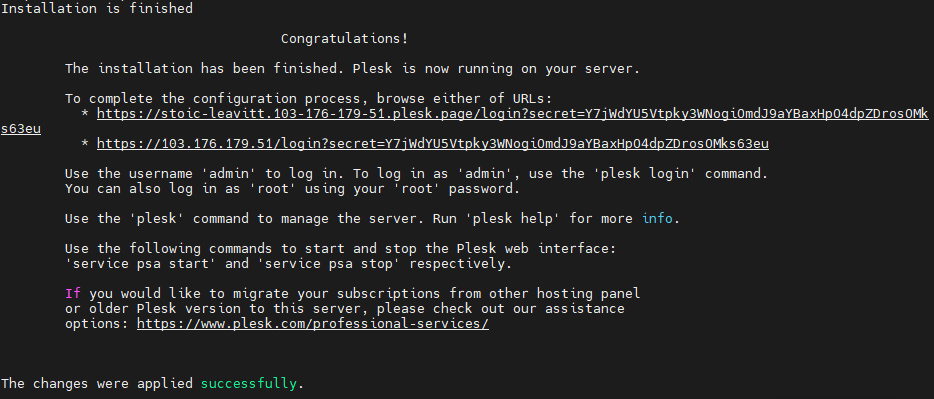 Installation is finished
Congratulations!
The installation has been finished. Plesk is now running on your server.
To complete the configuration process, browse either of URLs:
* https://stoic-leavitt.103-176-179-51.plesk.page/login?secret=Y7jWdYU5Vtpky3WNogiOmdJ9aYBaxHpO4dpZDrosOMk
s63eu
* https://103.176.179.51/login?secret=Y7jWdYU5Vtpky3WNogiOmdJ9aYBaxHpO4dpZDrosOMks63eu
Use the username 'admin' to log in. To log in as 'admin', use the 'plesk login' command.
You can also log in as 'root' using your 'root' password.
Use the 'plesk' command to manage the server. Run 'plesk help' for more info.
Use the following commands to start and stop the Plesk web interface:
'service psa start' and 'service psa stop' respectively.
If you would like to migrate your subscriptions from other hosting panel
or older Plesk version to this server, please check out our assistance
options: https://www.plesk.com/professional-services/
The changes were applied successfully.